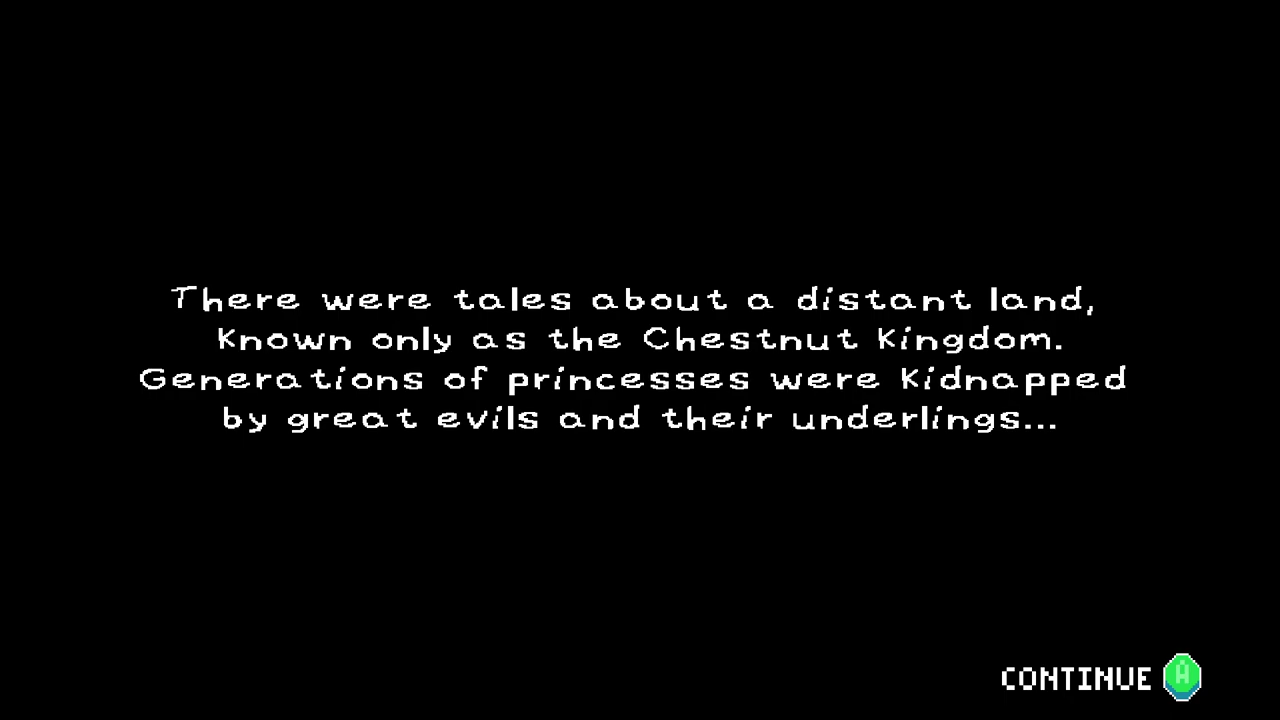 There were tales about a distant land,
Known only as the Chestnut Kingdom.
Generations of princesses were Kidnapped
by great evils and their underlings...
CONTINUE A